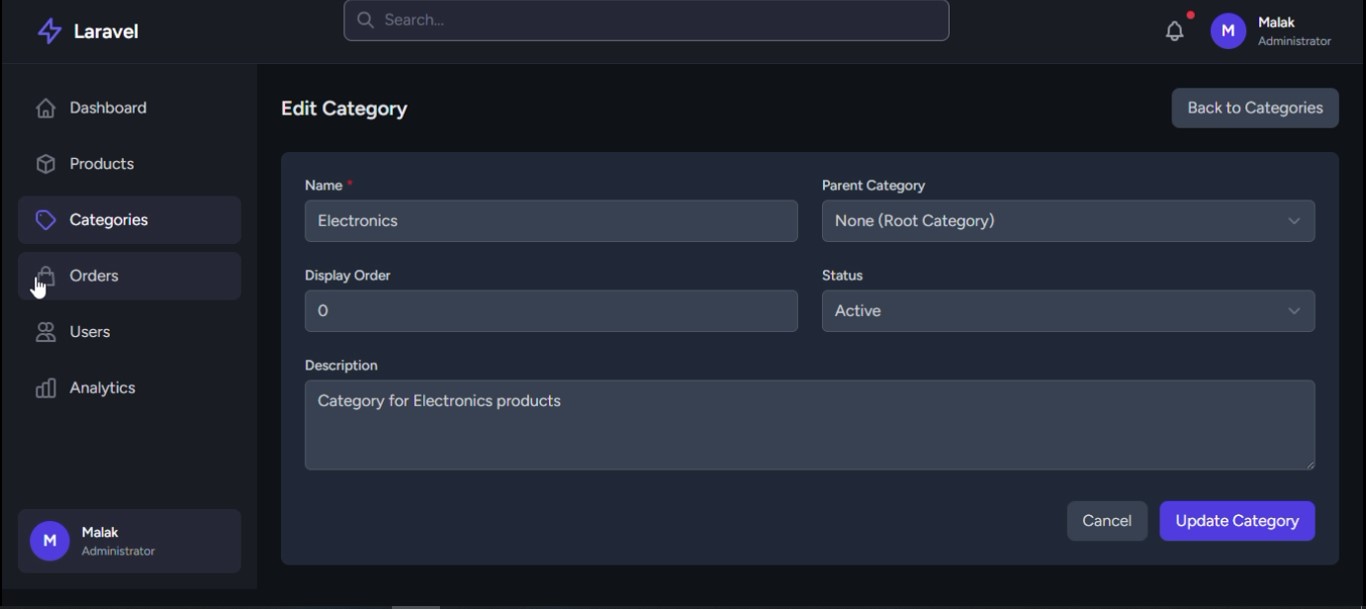 Laravel
Search...
M
Malak
Administrator
Dashboard
Products
Categories
Orders
Users
Analytics
M
Malak
Administrator
Edit Category
Back to Categories
Name *
Parent Category
Electronics
None (Root Category)
Display Order
Status
0
Active
Description
Category for Electronics products
Cancel
Update Category